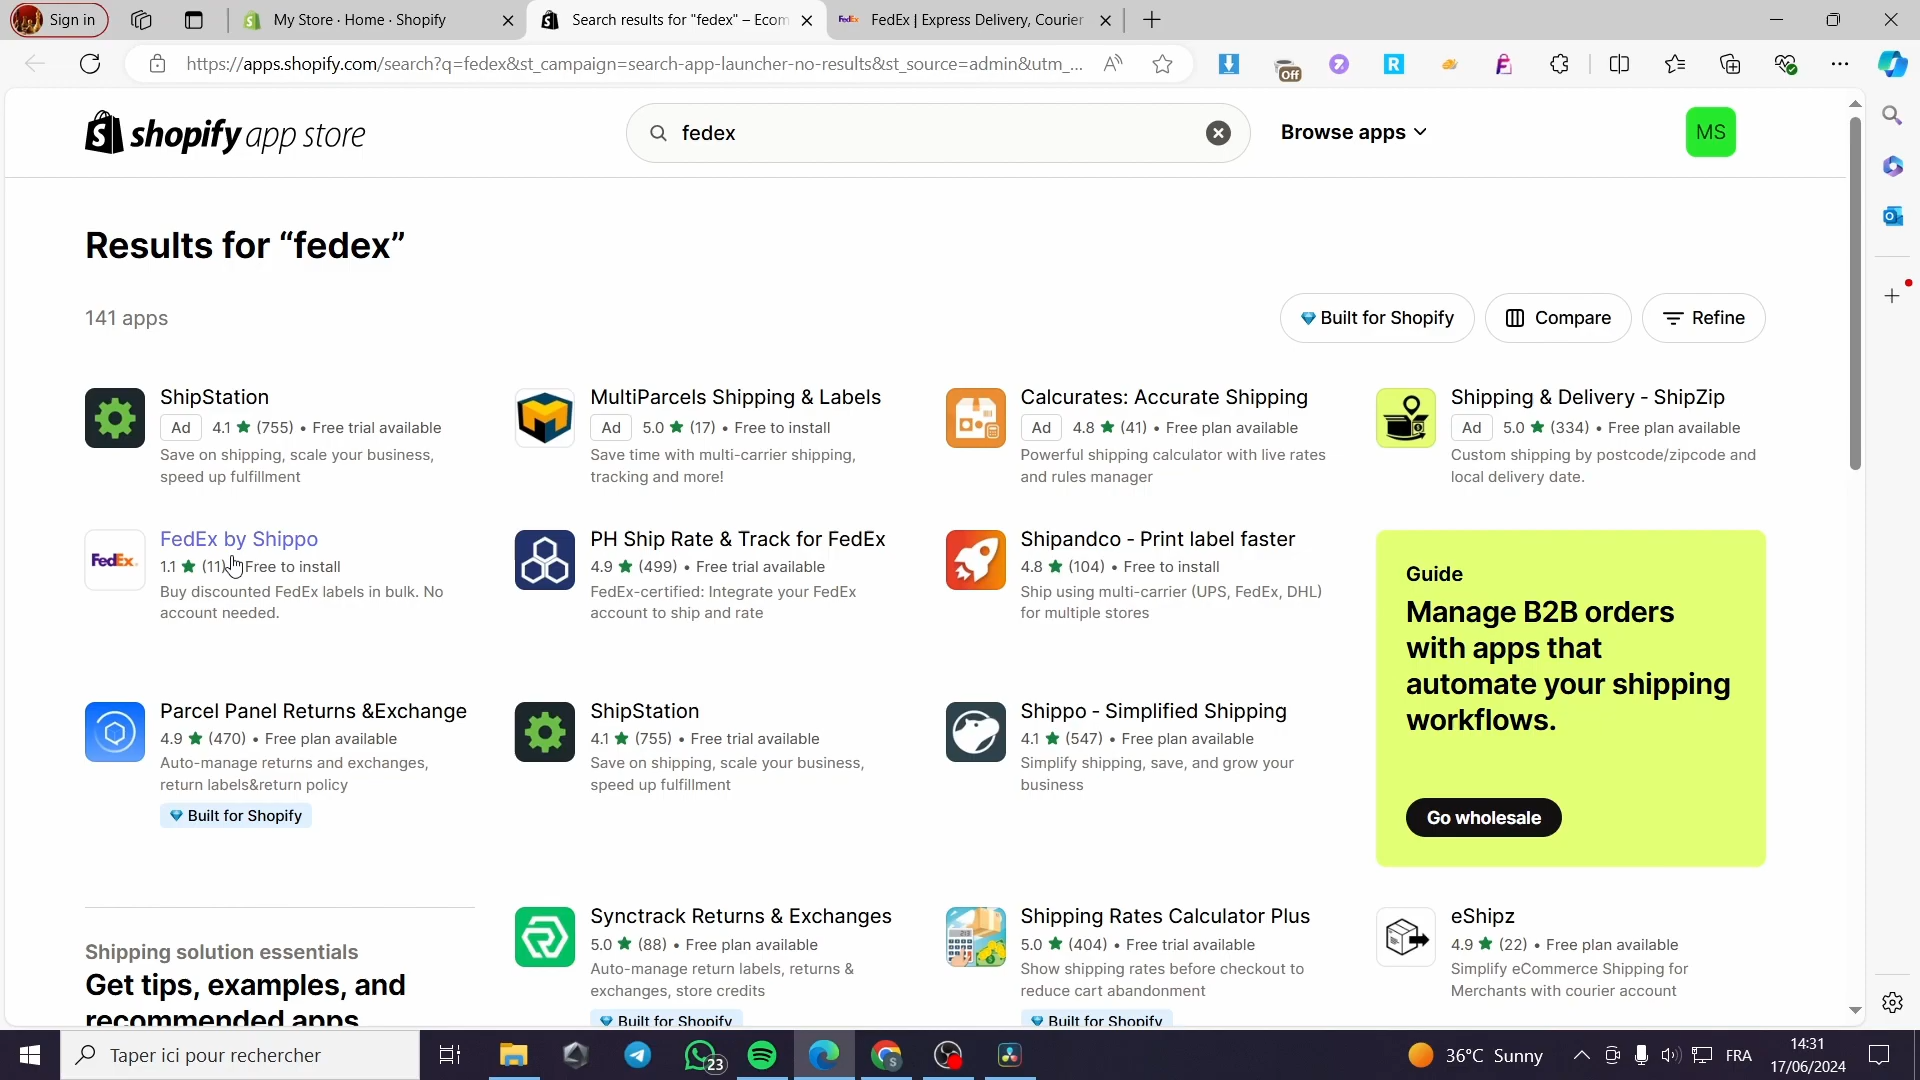 Sign in
My Store · Home · Shopify
Search results for "fedex" – Ecom
FedEx | Express Delivery, Courier
https://apps.shopify.com/search?q=fedex&st_campaign=search-app-launcher-no-results&st_source=admin&utm_...
Off
shopify app store
fedex
Browse apps
MS
Results for “fedex”
141 apps
Built for Shopify
Compare
Refine
ShipStation
Ad 4.1 ★ (755) • Free trial available
Save on shipping, scale your business,
speed up fulfillment
MultiParcels Shipping & Labels
Ad 5.0 ★ (17) • Free to install
Save time with multi-carrier shipping,
tracking and more!
Calcurates: Accurate Shipping
Ad 4.8 ★ (41) • Free plan available
Powerful shipping calculator with live rates
and rules manager
Shipping & Delivery - ShipZip
Ad 5.0 ★ (334) • Free plan available
Custom shipping by postcode/zipcode and
local delivery date.
FedEx
FedEx by Shippo
1.1 ★ (11) Free to install
Buy discounted FedEx labels in bulk. No
account needed.
PH Ship Rate & Track for FedEx
4.9 ★ (499) • Free trial available
FedEx-certified: Integrate your FedEx
account to ship and rate
Shipandco - Print label faster
4.8 ★ (104) • Free to install
Ship using multi-carrier (UPS, FedEx, DHL)
for multiple stores
Guide
Manage B2B orders
with apps that
automate your shipping
workflows.
Go wholesale
Parcel Panel Returns &Exchange
4.9 ★ (470) • Free plan available
Auto-manage returns and exchanges,
return labels&return policy
Built for Shopify
ShipStation
4.1 ★ (755) • Free trial available
Save on shipping, scale your business,
speed up fulfillment
Shippo - Simplified Shipping
4.1 ★ (547) • Free plan available
Simplify shipping, save, and grow your
business
Shipping solution essentials
Get tips, examples, and
recommended apps
Synctrack Returns & Exchanges
5.0 ★ (88) • Free plan available
Auto-manage return labels, returns &
exchanges, store credits
Built for Shopify
Shipping Rates Calculator Plus
5.0 ★ (404) • Free trial available
Show shipping rates before checkout to
reduce cart abandonment
Built for Shopify
eShipz
4.9 ★ (22) • Free plan available
Simplify eCommerce Shipping for
Merchants with courier account
Taper ici pour rechercher
23
36°C Sunny
FRA
14:31
17/06/2024